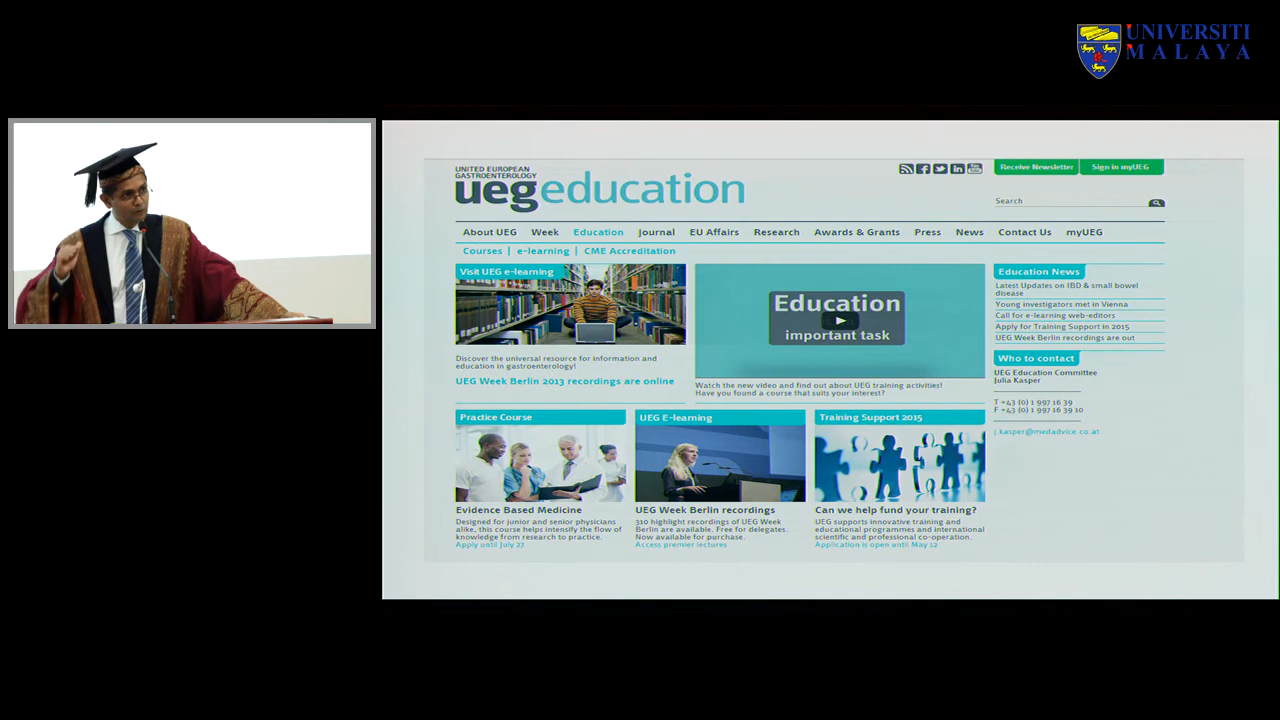 UNIVERSITI
MALAYA
UNITED EUROPEAN
GASTROENTEROLOGY
uegeducation
Receive Newsletter
Sign in myUEG
Search
About UEG
Week
Education
Journal
EU Affairs
Research
Awards & Grants
Press
News
Contact Us
myUEG
Courses | e-learning | CME Accreditation
Visit UEG e-learning
Discover the universal resource for information and
education in gastroenterology!
UEG Week Berlin 2013 recordings are online
Education
important task
Watch the new video and find out about UEG training activities!
Have you found a course that suits your interest?
Education News
Latest Updates on IBD & small bowel
disease
Young investigators met in Vienna
Call for e-learning web-editors
Apply for Training Support in 2015
UEG Week Berlin recordings are out
Who to contact
UEG Education Committee
Julia Kasper
T +43 (0) 1 997 16 39
F +43 (0) 1 997 16 39 10
j.kasper@medadvice.co.at
Practice Course
Evidence Based Medicine
Designed for junior and senior physicians
alike, this course helps intensify the flow of
knowledge from research to practice.
Apply until July 27
UEG E-learning
UEG Week Berlin recordings
310 highlight recordings of UEG Week
Berlin are available. Free for delegates.
Now available for purchase.
Access premier lectures
Training Support 2015
Can we help fund your training?
UEG supports innovative training and
educational programmes and international
scientific and professional co-operation.
Application is open until May 12